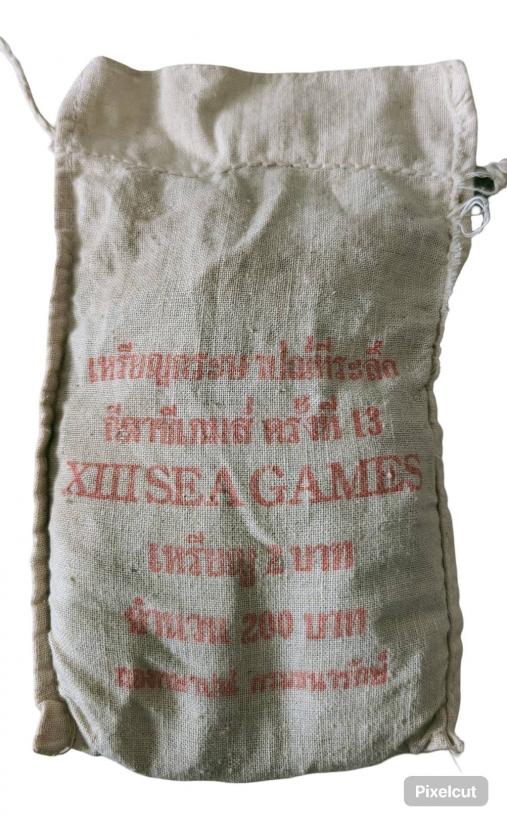 เหรียญกระษาปณ์ที่ระลึก
กีฬาซีเกมส์ ครั้งที่ 13
XIII SEA GAMES
เหรียญ 2 บาท
จำนวน 200 บาท
กองกษาปณ์ กรมธนารักษ์
Pixelcut